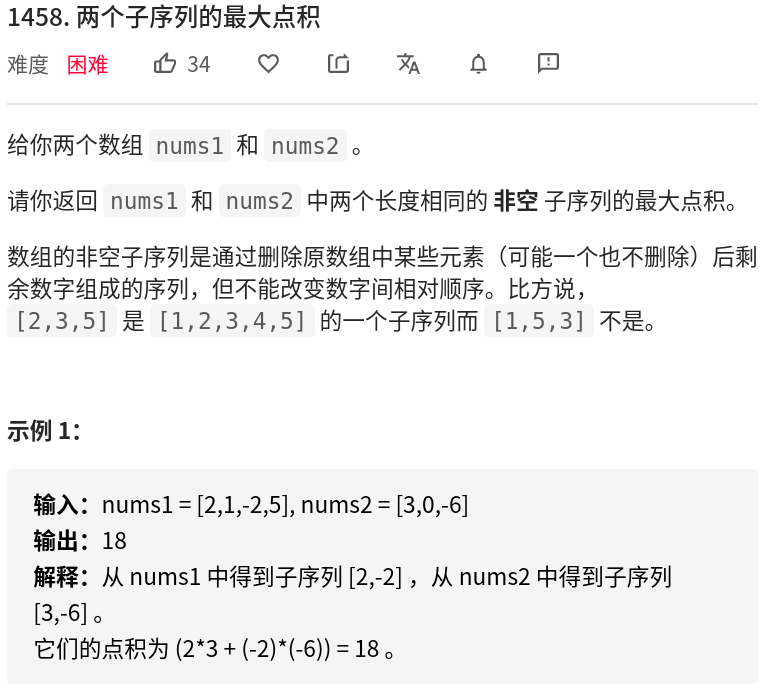 1458. 两个子序列的最大点积
难度 困难 34
给你两个数组 nums1 和 nums2 。
请你返回 nums1 和 nums2 中两个长度相同的 非空 子序列的最大点积。
数组的非空子序列是通过删除原数组中某些元素（可能一个也不删除）后剩
余数字组成的序列，但不能改变数字间相对顺序。比方说，
[2,3,5] 是 [1,2,3,4,5] 的一个子序列而 [1,5,3] 不是。
示例 1：
输入：nums1 = [2,1,-2,5], nums2 = [3,0,-6]
输出：18
解释：从 nums1 中得到子序列 [2,-2] ，从 nums2 中得到子序列
[3,-6] 。
它们的点积为 (2*3 + (-2)*(-6)) = 18 。